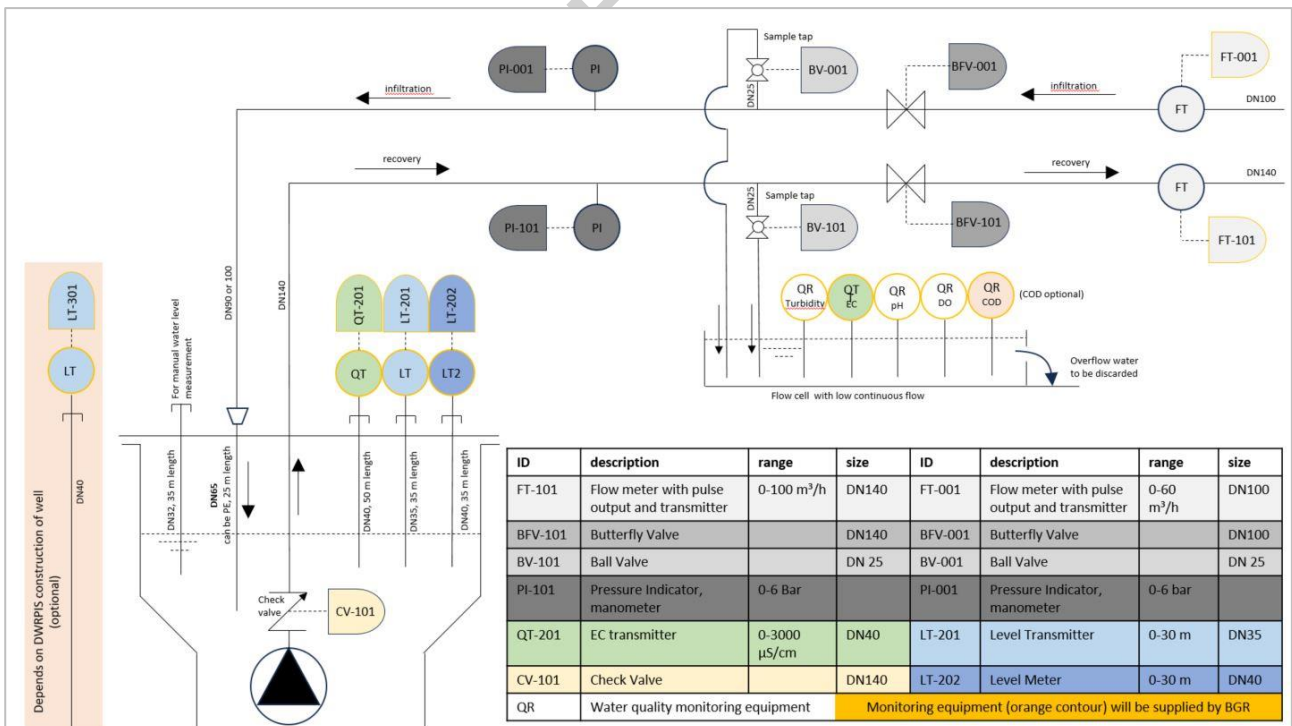 Sample tap
PI-001
PI
BV-001
BFV-001
FT-001
infiltration
DN25
infiltration
FT
DN100
recovery
recovery
DN140
DN25
Sample tap
FT
PI-101
PI
BV-101
BFV-101
FT-101
LT-301
LT
DN40
Depends on DWRPIS construction of well
(optional)
For manual water level
measurement
DN90 or 100
DN140
QT-201
LT-201
LT-202
QT
LT
LT2
QR
Turbidity
QT
T
EC
QR
pH
QR
DO
QR
COD
(COD optional)
Overflow water
to be discarded
Flow cell with low continuous flow
DN32, 35 m length
DN65
can be PE, 25 m length
DN40, 50 m length
DN35, 35 m length
DN40, 35 m length
Check
valve
CV-101
ID description range size ID description range size
FT-101 Flow meter with pulse output and transmitter 0-100 m³/h DN140 FT-001 Flow meter with pulse output and transmitter 0-60 m³/h DN100
BFV-101 Butterfly Valve DN140 BFV-001 Butterfly Valve DN100
BV-101 Ball Valve DN 25 BV-001 Ball Valve DN 25
PI-101 Pressure Indicator, manometer 0-6 Bar PI-001 Pressure Indicator, manometer 0-6 bar
QT-201 EC transmitter 0-3000 µS/cm DN40 LT-201 Level Transmitter 0-30 m DN35
CV-101 Check Valve DN140 LT-202 Level Meter 0-30 m DN40
QR Water quality monitoring equipment Monitoring equipment (orange contour) will be supplied by BGR